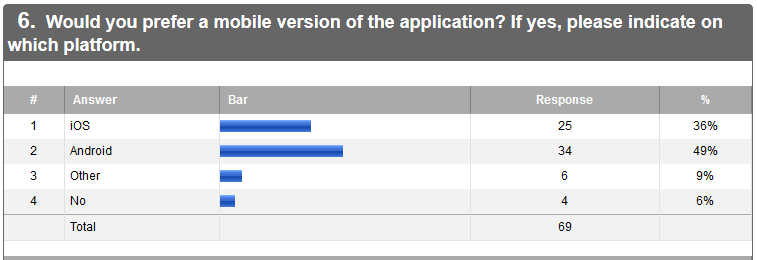 6. Would you prefer a mobile version of the application? If yes, please indicate on
which platform.
# Answer Bar Response %
1 iOS 25 36%
2 Android 34 49%
3 Other 6 9%
4 No 4 6%
Total 69